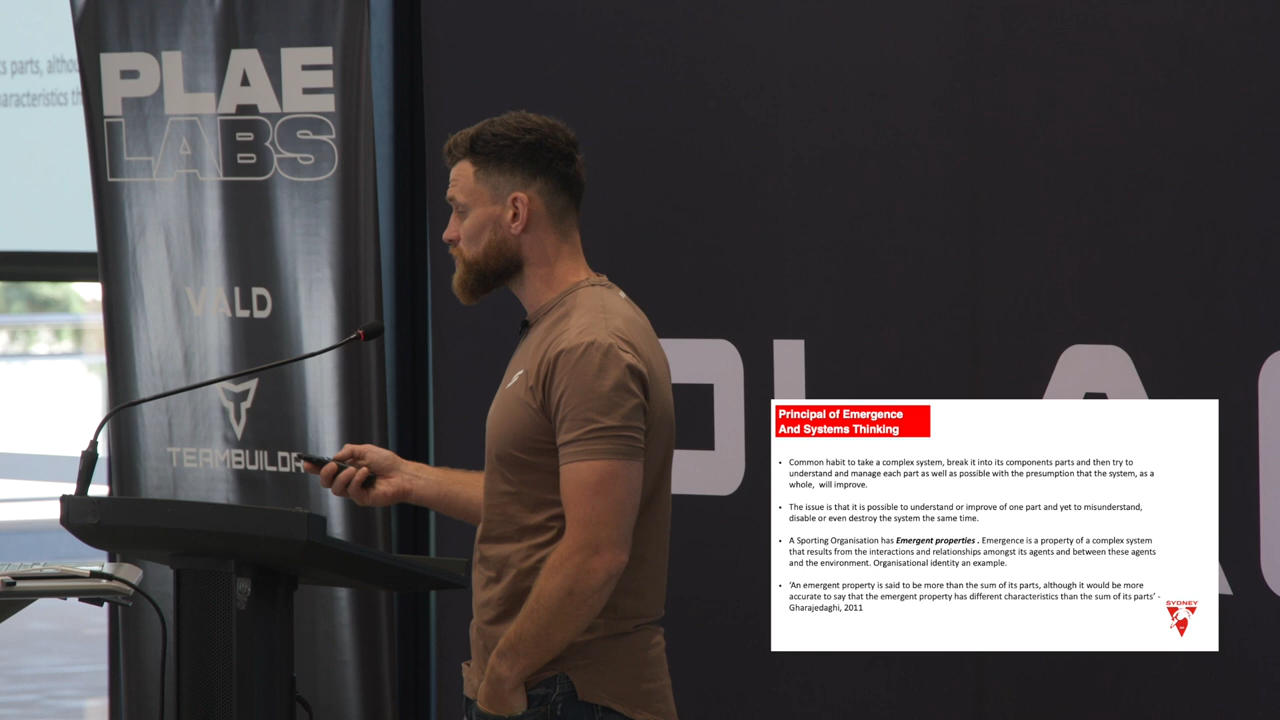 s parts, althou
aracteristics th
PLAE
LABS
VALD
TEAMBUILDR
PLAC
Principal of Emergence
And Systems Thinking
• Common habit to take a complex system, break it into its components parts and then try to
understand and manage each part as well as possible with the presumption that the system, as a
whole, will improve.
• The issue is that it is possible to understand or improve of one part and yet to misunderstand,
disable or even destroy the system the same time.
• A Sporting Organisation has Emergent properties . Emergence is a property of a complex system
that results from the interactions and relationships amongst its agents and between these agents
and the environment. Organisational identity an example.
• ‘An emergent property is said to be more than the sum of its parts, although it would be more
accurate to say that the emergent property has different characteristics than the sum of its parts’ -
Gharajedaghi, 2011
SYDNEY